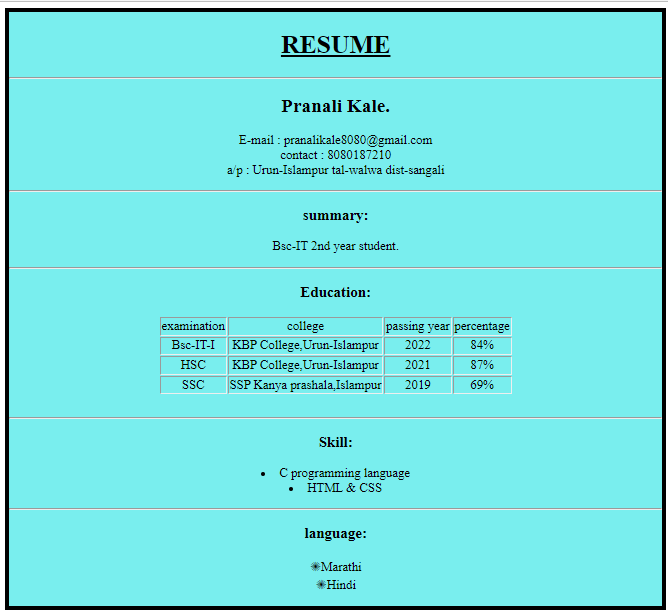 RESUME
Pranali Kale.
E-mail : pranalikale8080@gmail.com
contact : 8080187210
a/p : Urun-Islampur tal-walwa dist-sangali
summary:
Bsc-IT 2nd year student.
Education:
examination college passing year percentage
Bsc-IT-I KBP College,Urun-Islampur 2022 84%
HSC KBP College,Urun-Islampur 2021 87%
SSC SSP Kanya prashala,Islampur 2019 69%
Skill:
• C programming language
• HTML & CSS
language:
✳Marathi
✳Hindi